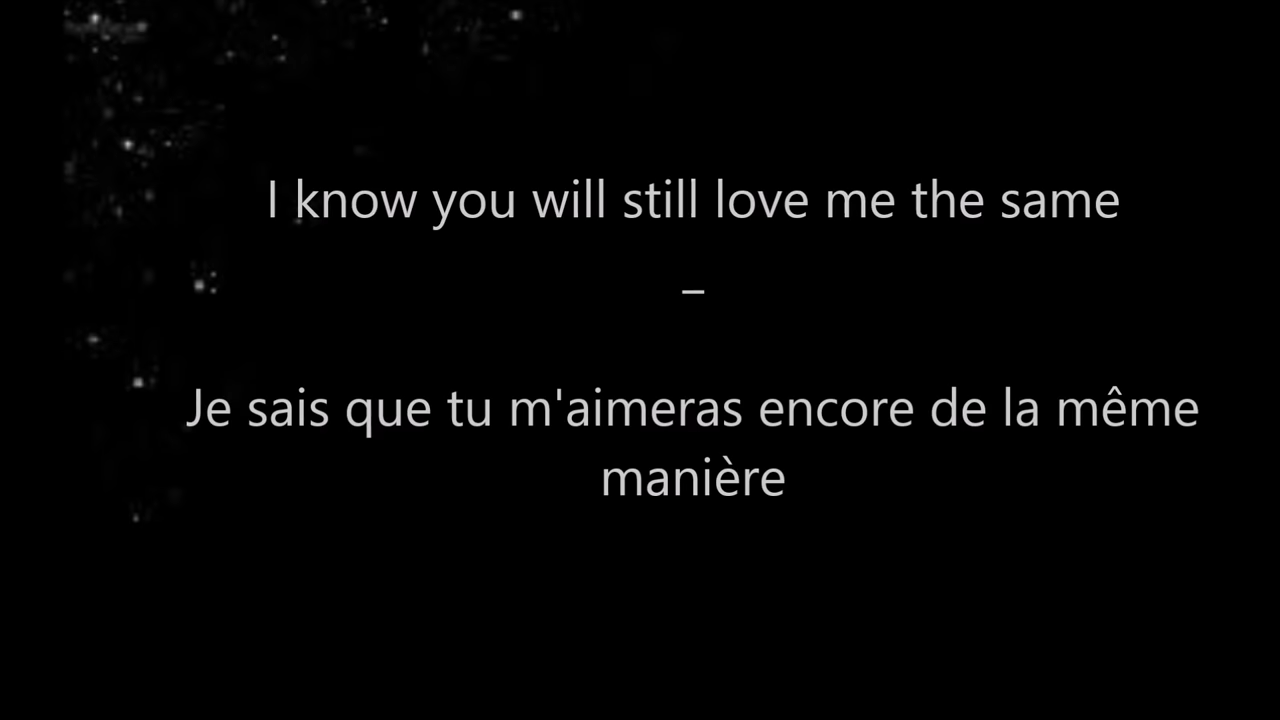 I know you will still love me the same
–
Je sais que tu m'aimeras encore de la même
manière